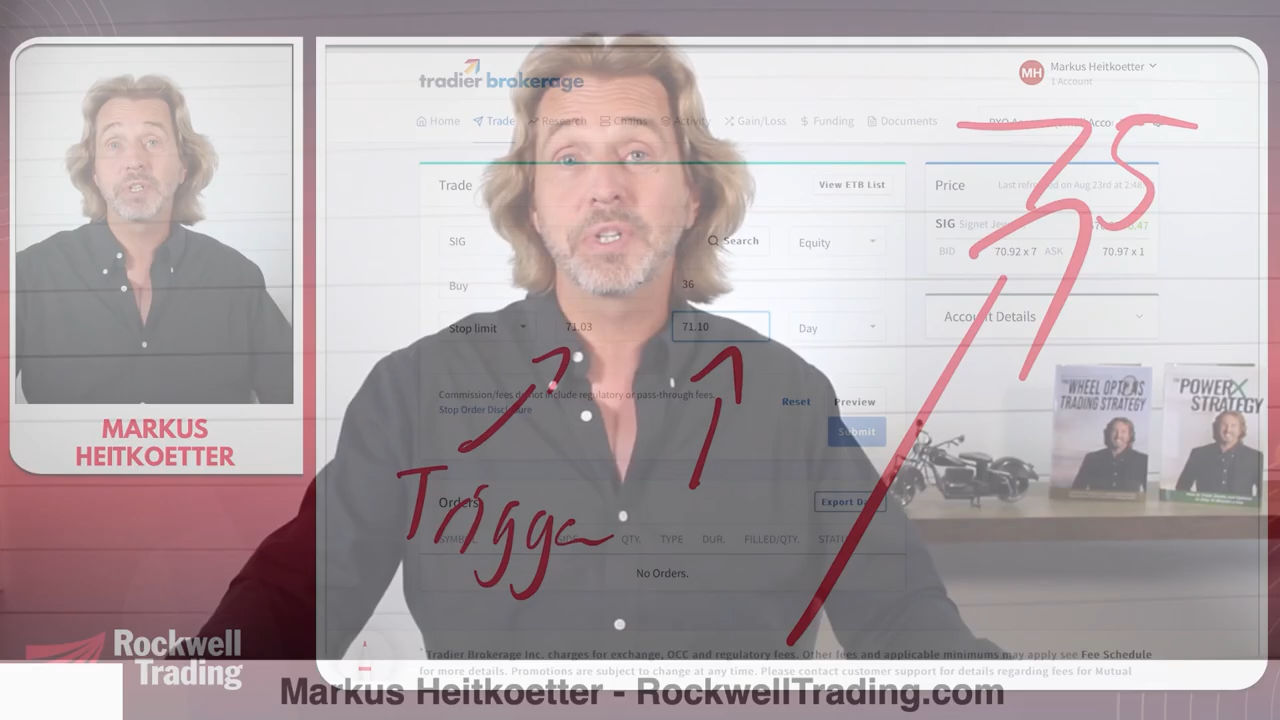 MARKUS
HEITKOETTER
tradier brokerage
MH
Markus Heitkoetter
1 Account
Home
Trade
Research
Chains
Activity
Gain/Loss
Funding
Documents
75
Trade
View ETB List
SIG
Search
Equity
Buy
36
Stop limit
71.03
71.10
Day
Commission/fees do not include regulatory or pass-through fees.
Stop Order Disclosure
Reset
Preview
Submit
Price
Last refreshed on Aug 23rd at 2:48
SIG Signet
BID
70.92 x 7
ASK
70.97 x 1
Account Details
Trigger
Orders
Export
QTY.
TYPE
DUR.
FILLED/QTY.
No Orders.
WHEEL OPTIONS
TRADING STRATEGY
POWERX
STRATEGY
Tradier Brokerage Inc. charges for exchange, OCC and regulatory fees. Other fees and applicable minimums may apply see Fee Schedule
for more details. Promotions are subject to change at any time. Please contact customer support for details regarding fees for Mutual
Rockwell
Trading
Markus Heitkoetter - RockwellTrading.com